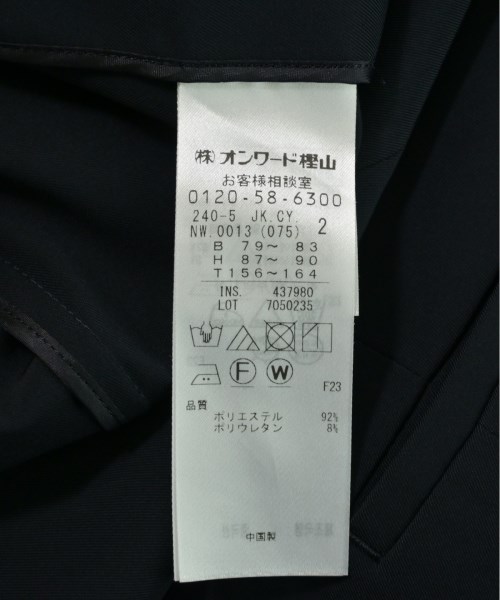 ㈱オンワード樫山
お客様相談室
0120-58-6300
240-5 JK.CY. 2
NW.0013(075)
B 79～ 83
H 87～ 90
T156～164
INS. 437980
LOT 7050235
F W
F23
品質
ポリエステル 92%
ポリウレタン 8%
中国製